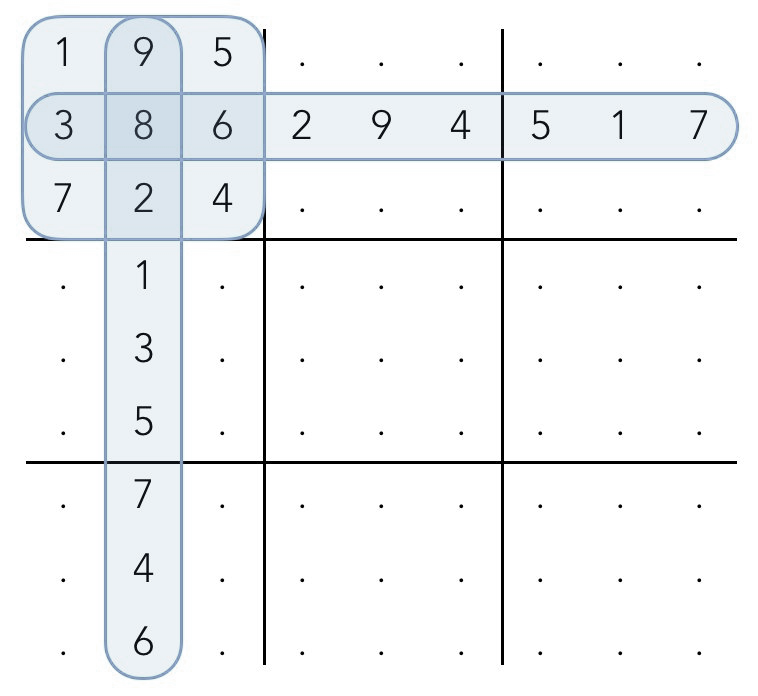 1 9 5 . . . . . .
3 8 6 2 9 4 5 1 7
7 2 4 . . . . . .
. 1 . . . . . . .
. 3 . . . . . . .
. 5 . . . . . . .
. 7 . . . . . . .
. 4 . . . . . . .
. 6 . . . . . . .